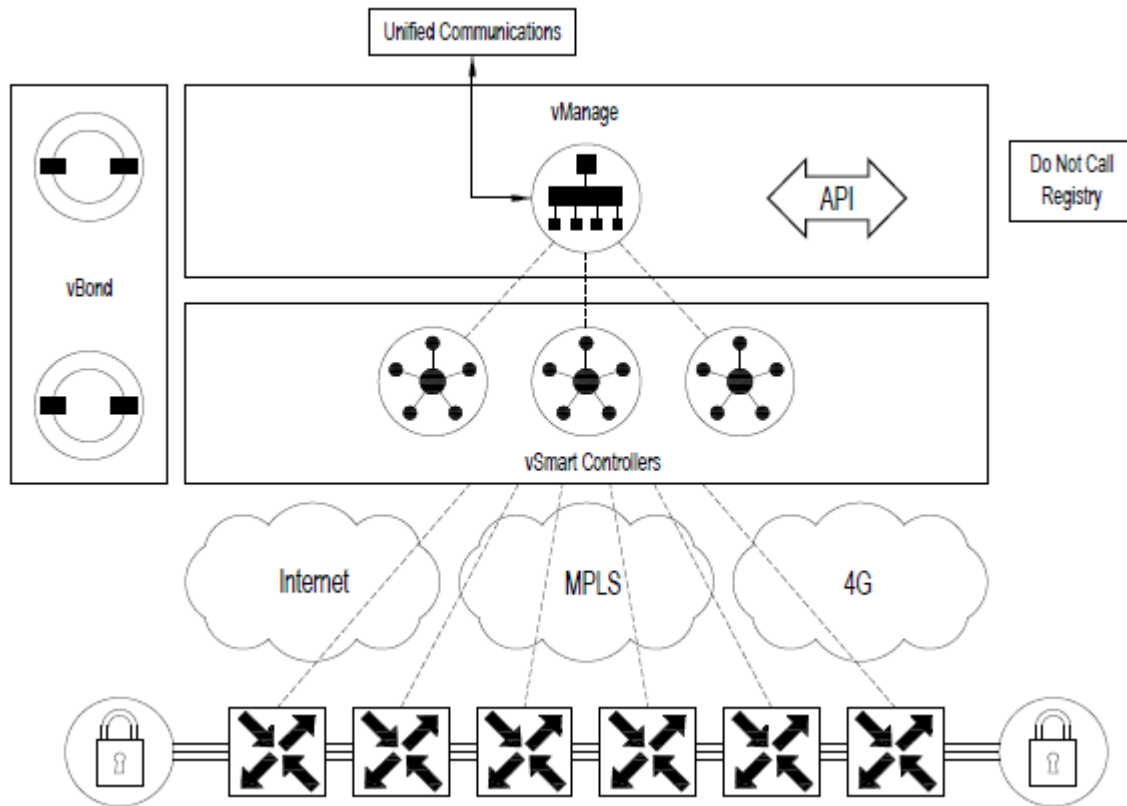 Unified Communications
vManage
API
Do Not Call
Registry
vBond
vSmart Controllers
Internet
MPLS
4G